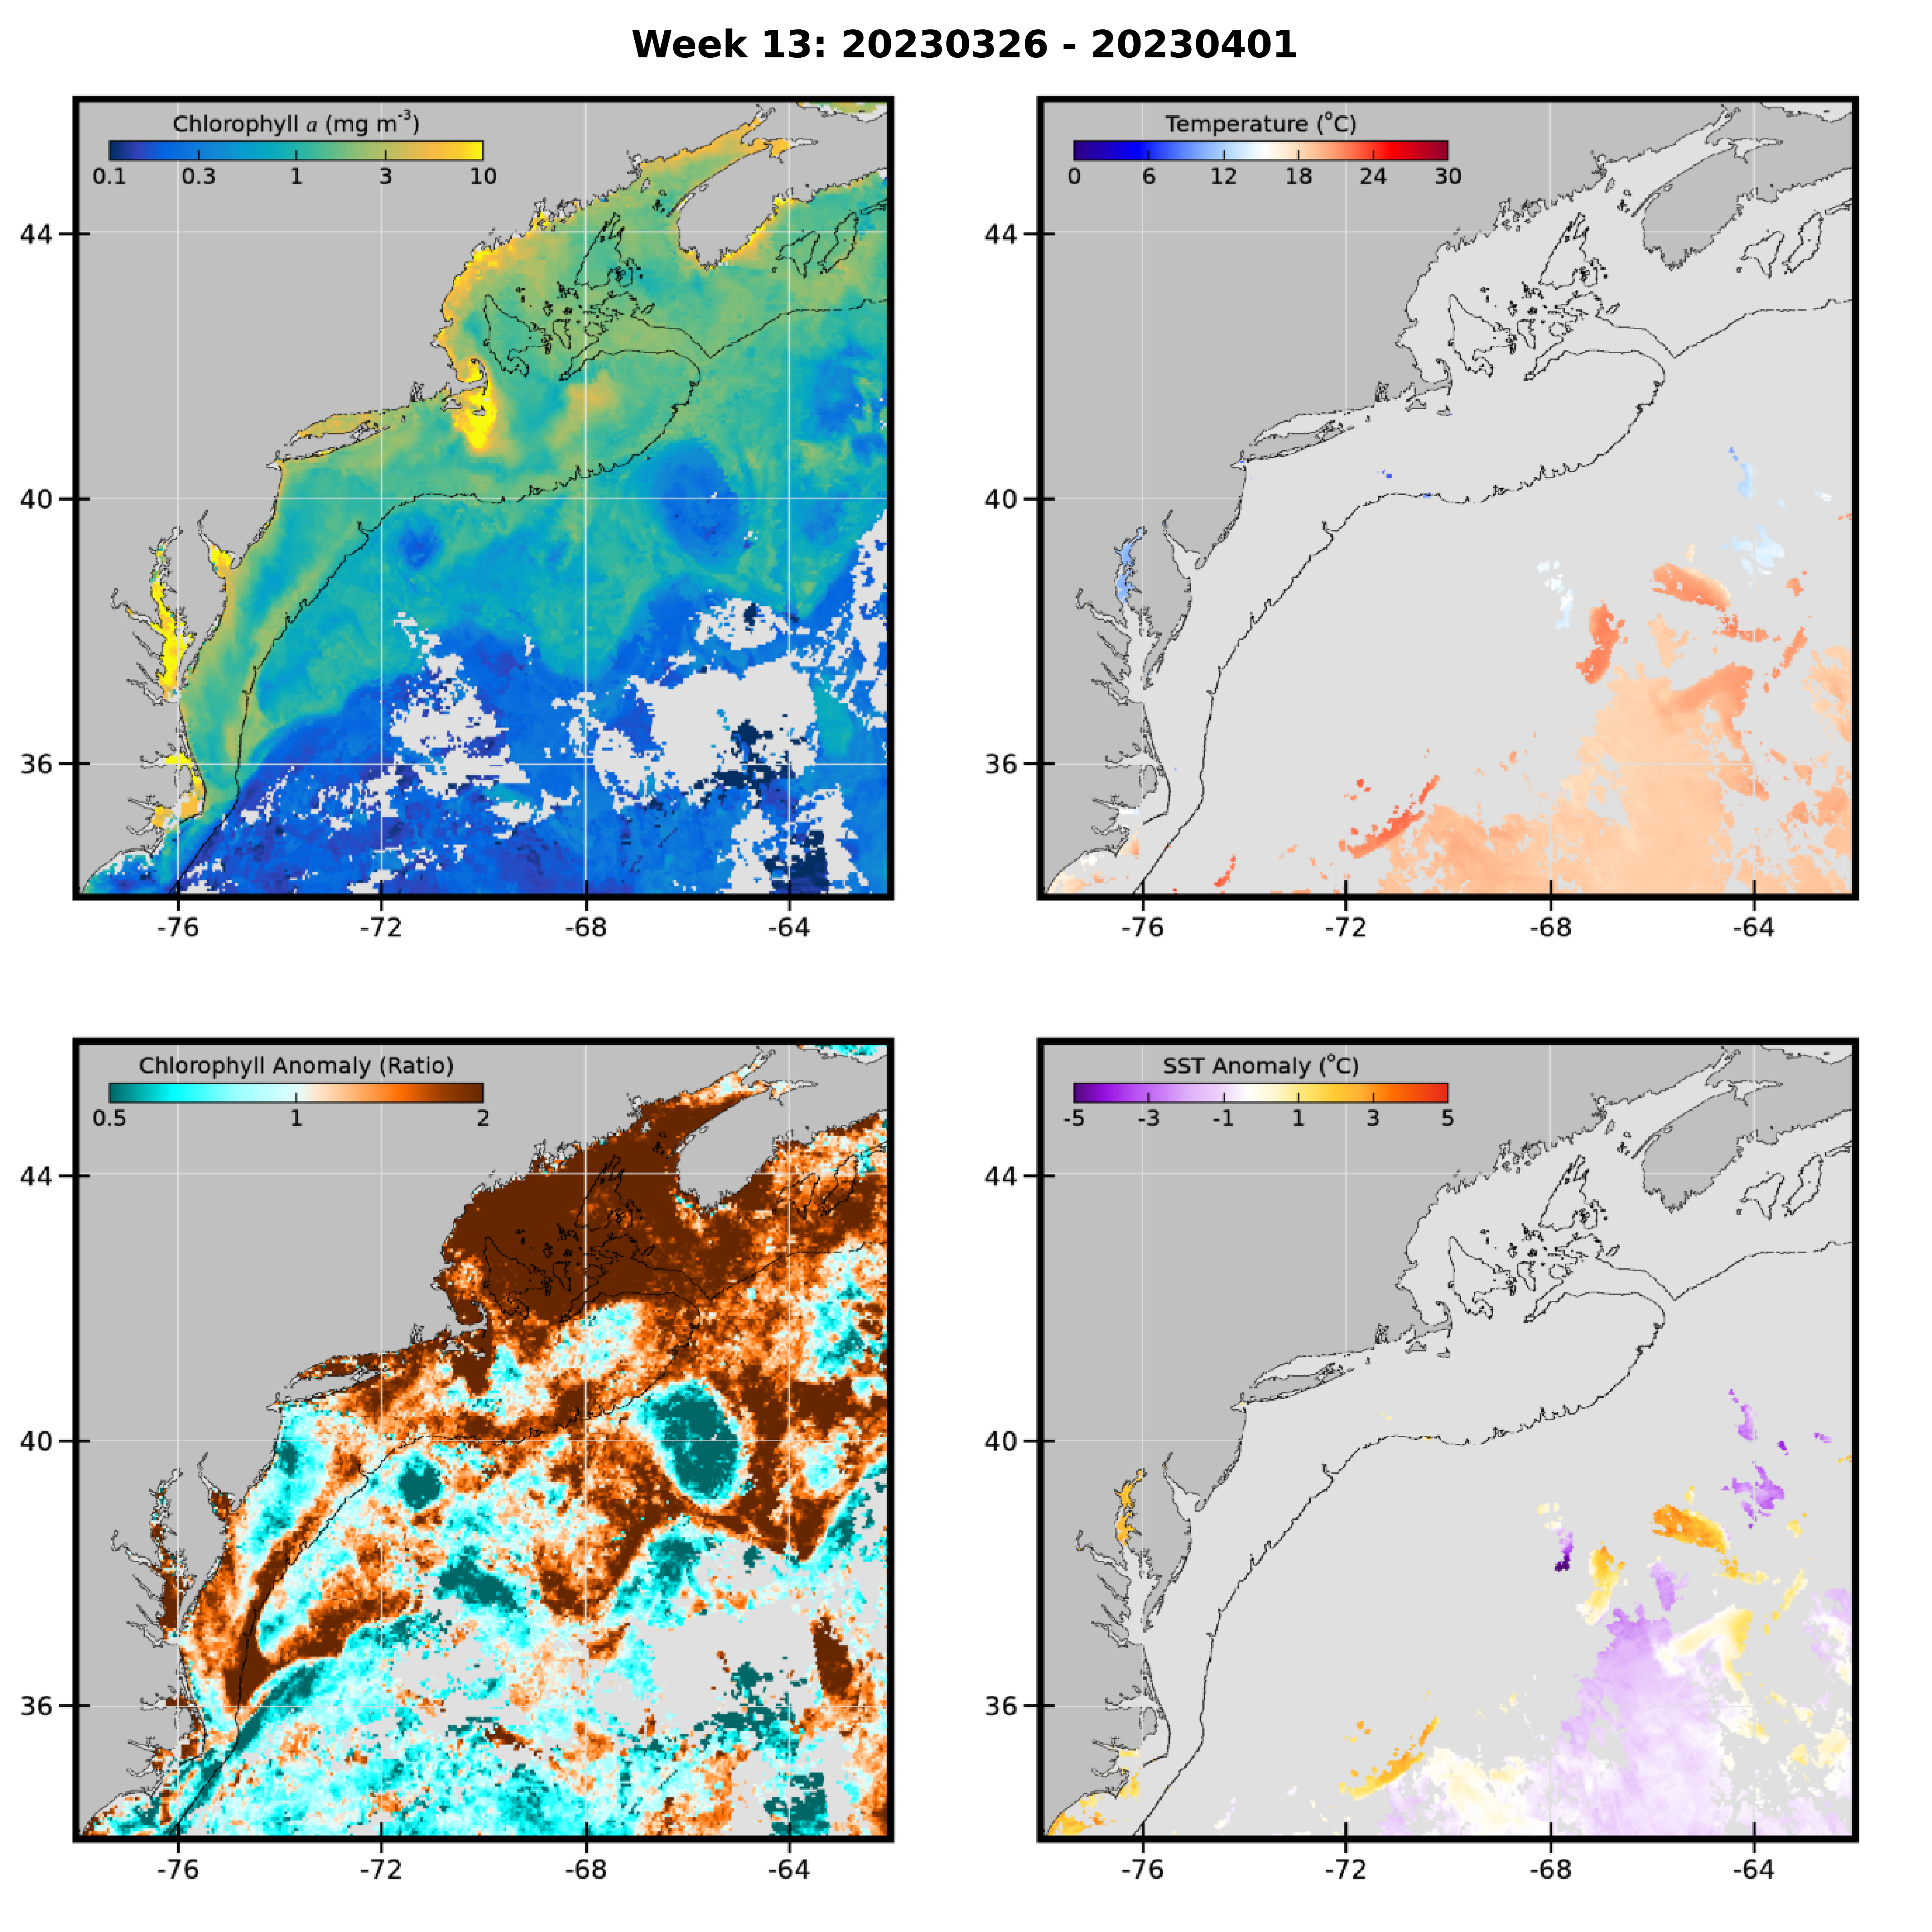 Week 13: 20230326 - 20230401
Chlorophyll a (mg m-3)
0.1 0.3 1 3 10
44
40
36
-76 -72 -68 -64
Temperature (°C)
0 6 12 18 24 30
44
40
36
-76 -72 -68 -64
Chlorophyll Anomaly (Ratio)
0.5 1 2
44
40
36
-76 -72 -68 -64
SST Anomaly (°C)
-5 -3 -1 1 3 5
44
40
36
-76 -72 -68 -64